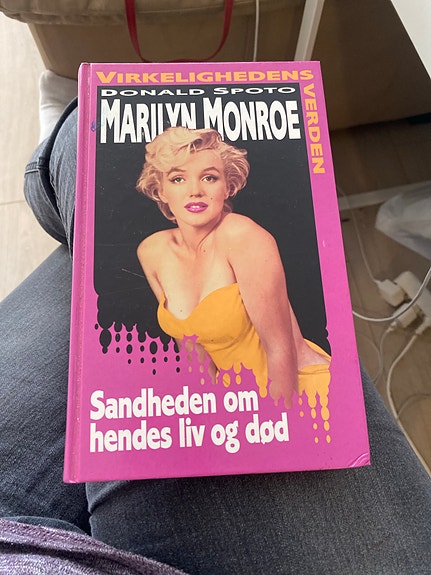 VIRKELIGHEDENS
VERDEN
DONALD SPOTO
MARILYN MONROE
Sandheden om
hendes liv og død